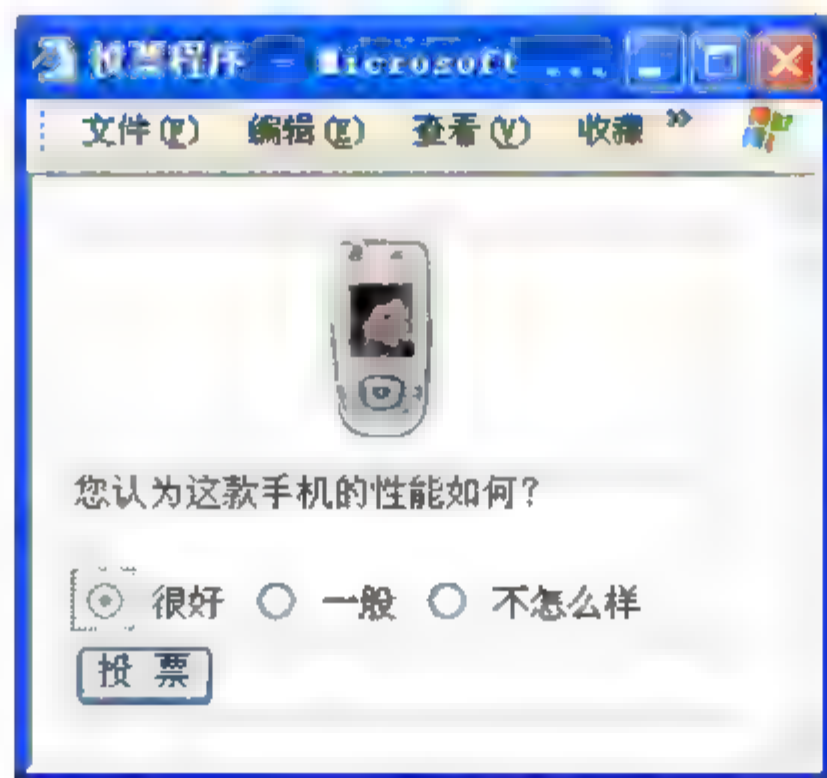 投票程序 - Microsoft ...
文件(F) 编辑(E) 查看(V) 收藏 »
您认为这款手机的性能如何?
很好 一般 不怎么样
投 票